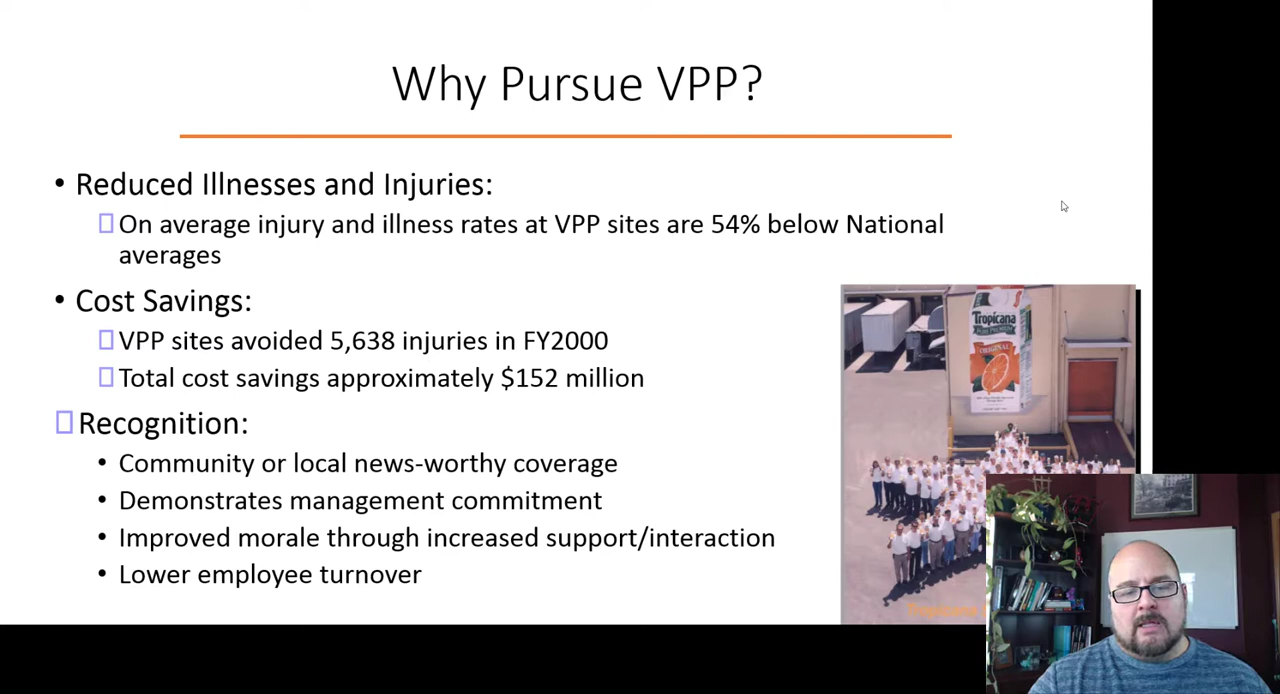 Why Pursue VPP?
• Reduced Illnesses and Injuries:
On average injury and illness rates at VPP sites are 54% below National
averages
• Cost Savings:
VPP sites avoided 5,638 injuries in FY2000
Total cost savings approximately $152 million
Recognition:
• Community or local news-worthy coverage
• Demonstrates management commitment
• Improved morale through increased support/interaction
• Lower employee turnover
Tropicana
ORIGINAL
Tropicana